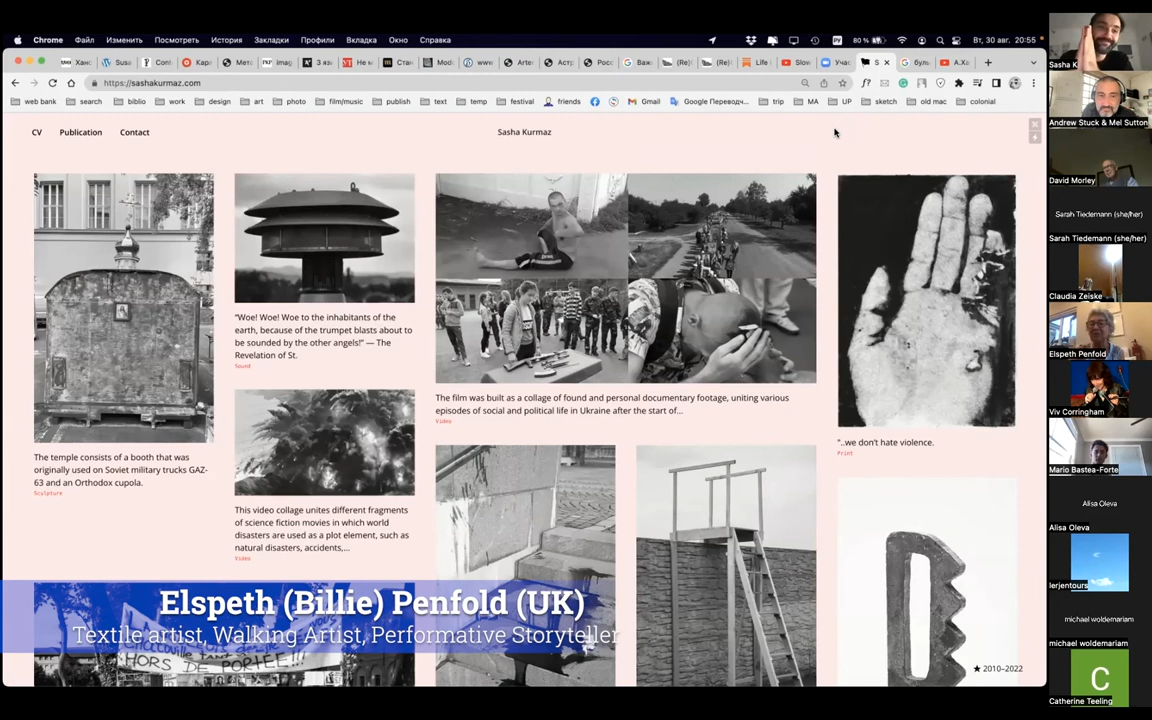 Chrome Файл Изменить Посмотреть История Закладки Профили Вкладка Окно Справка
80 % Вт, 30 авг. 20:55
https://sashakurmaz.com
web bank search biblio work design art photo film/music publish text temp festival friends Gmail Google Переводч... trip MA UP sketch old mac colonial
CV Publication Contact
Sasha Kurmaz
The temple consists of a booth that was
originally used on Soviet military trucks GAZ-
63 and an Orthodox cupola.
Sculpture
"Woe! Woe! Woe to the inhabitants of the
earth, because of the trumpet blasts about to
be sounded by the other angels!" — The
Revelation of St.
Sound
This video collage unites different fragments
of science fiction movies in which world
disasters are used as a plot element, such as
natural disasters, accidents,...
Video
The film was built as a collage of found and personal documentary footage, uniting various
episodes of social and political life in Ukraine after the start of...
Video
"..we don't hate violence.
Print
HORS DE PORTÉE!!!
★ 2010–2022
Elspeth (Billie) Penfold (UK)
Textile artist, Walking Artist, Performative Storyteller
Sasha K
Andrew Stuck & Mel Sutton
David Morley
Sarah Tiedemann (she/her)
Sarah Tiedemann (she/her)
Claudia Zeiske
Elspeth Penfold
Viv Corringham
Mario Bastea-Forte
Alisa Oleva
Alisa Oleva
lerjentours
michael woldemariam
michael woldemariam
C
Catherine Teeling